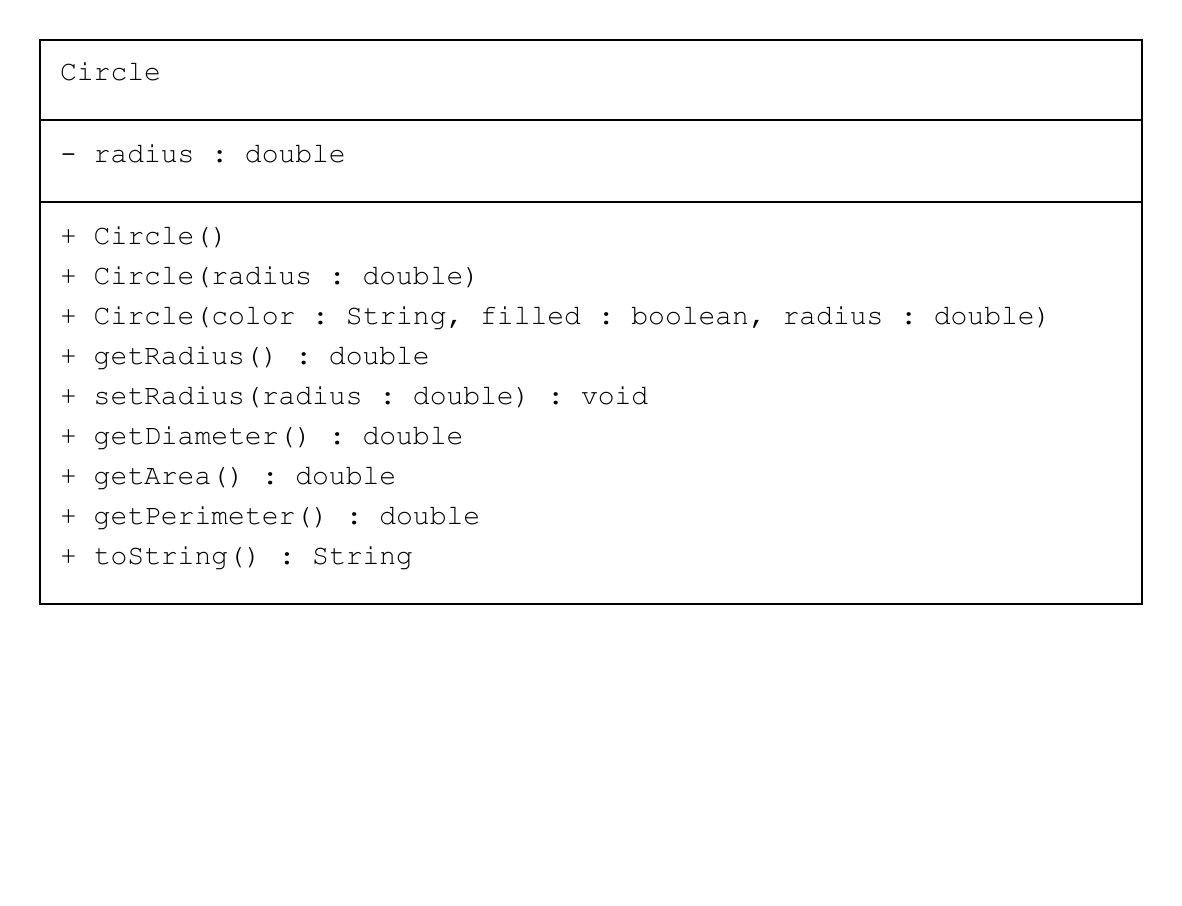 Circle
- radius : double
+ Circle()
+ Circle(radius : double)
+ Circle(color : String, filled : boolean, radius : double)
+ getRadius() : double
+ setRadius(radius : double) : void
+ getDiameter() : double
+ getArea() : double
+ getPerimeter() : double
+ toString() : String